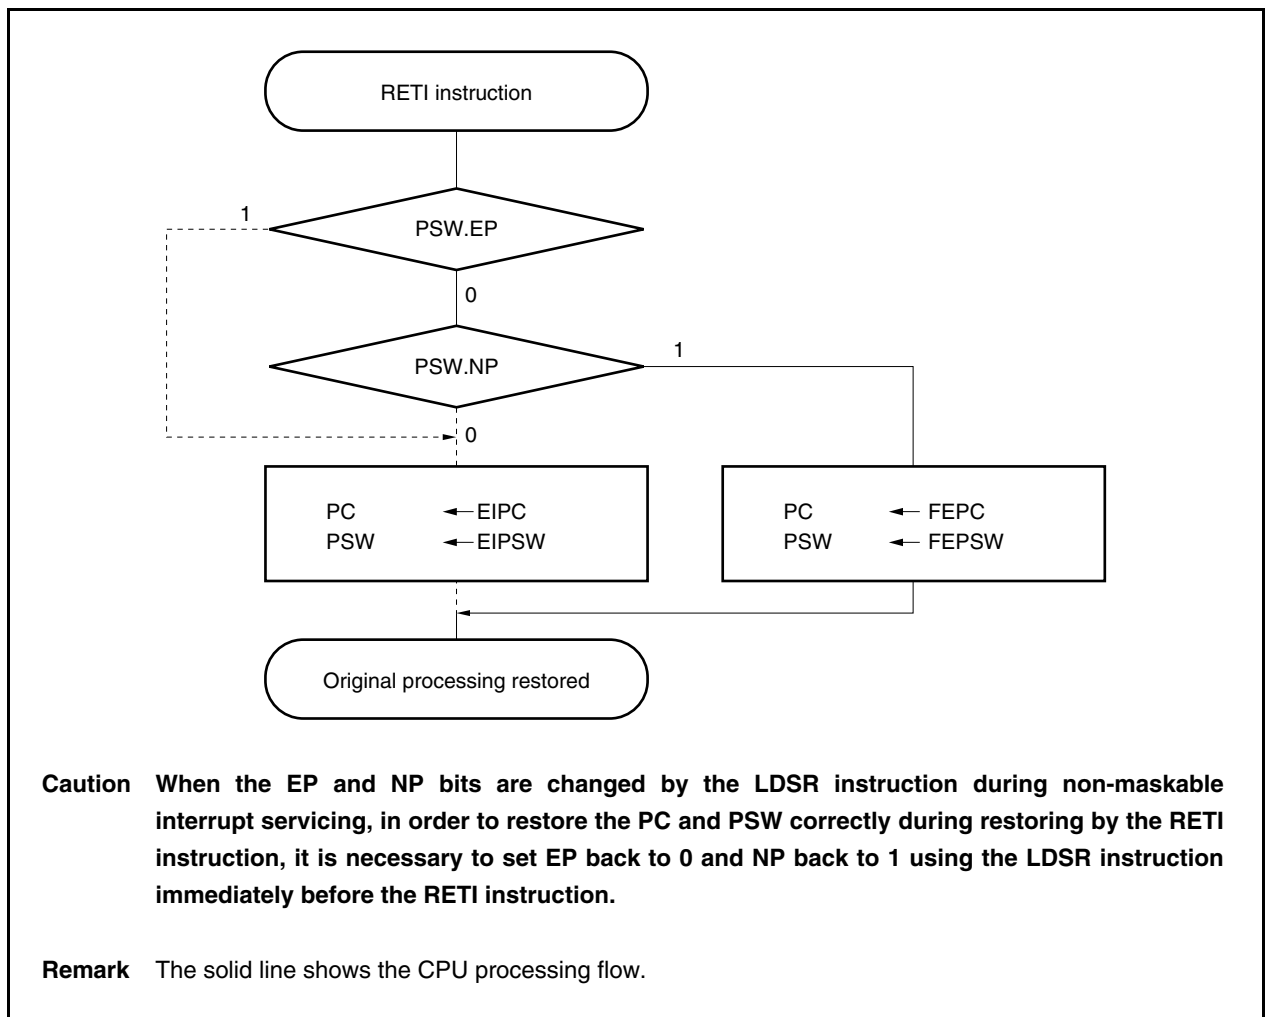 RETI instruction
1
PSW.EP
0
1
PSW.NP
0
PC ← EIPC
PSW ← EIPSW
PC ← FEPC
PSW ← FEPSW
Original processing restored
Caution When the EP and NP bits are changed by the LDSR instruction during non-maskable
interrupt servicing, in order to restore the PC and PSW correctly during restoring by the RETI
instruction, it is necessary to set EP back to 0 and NP back to 1 using the LDSR instruction
immediately before the RETI instruction.
Remark The solid line shows the CPU processing flow.